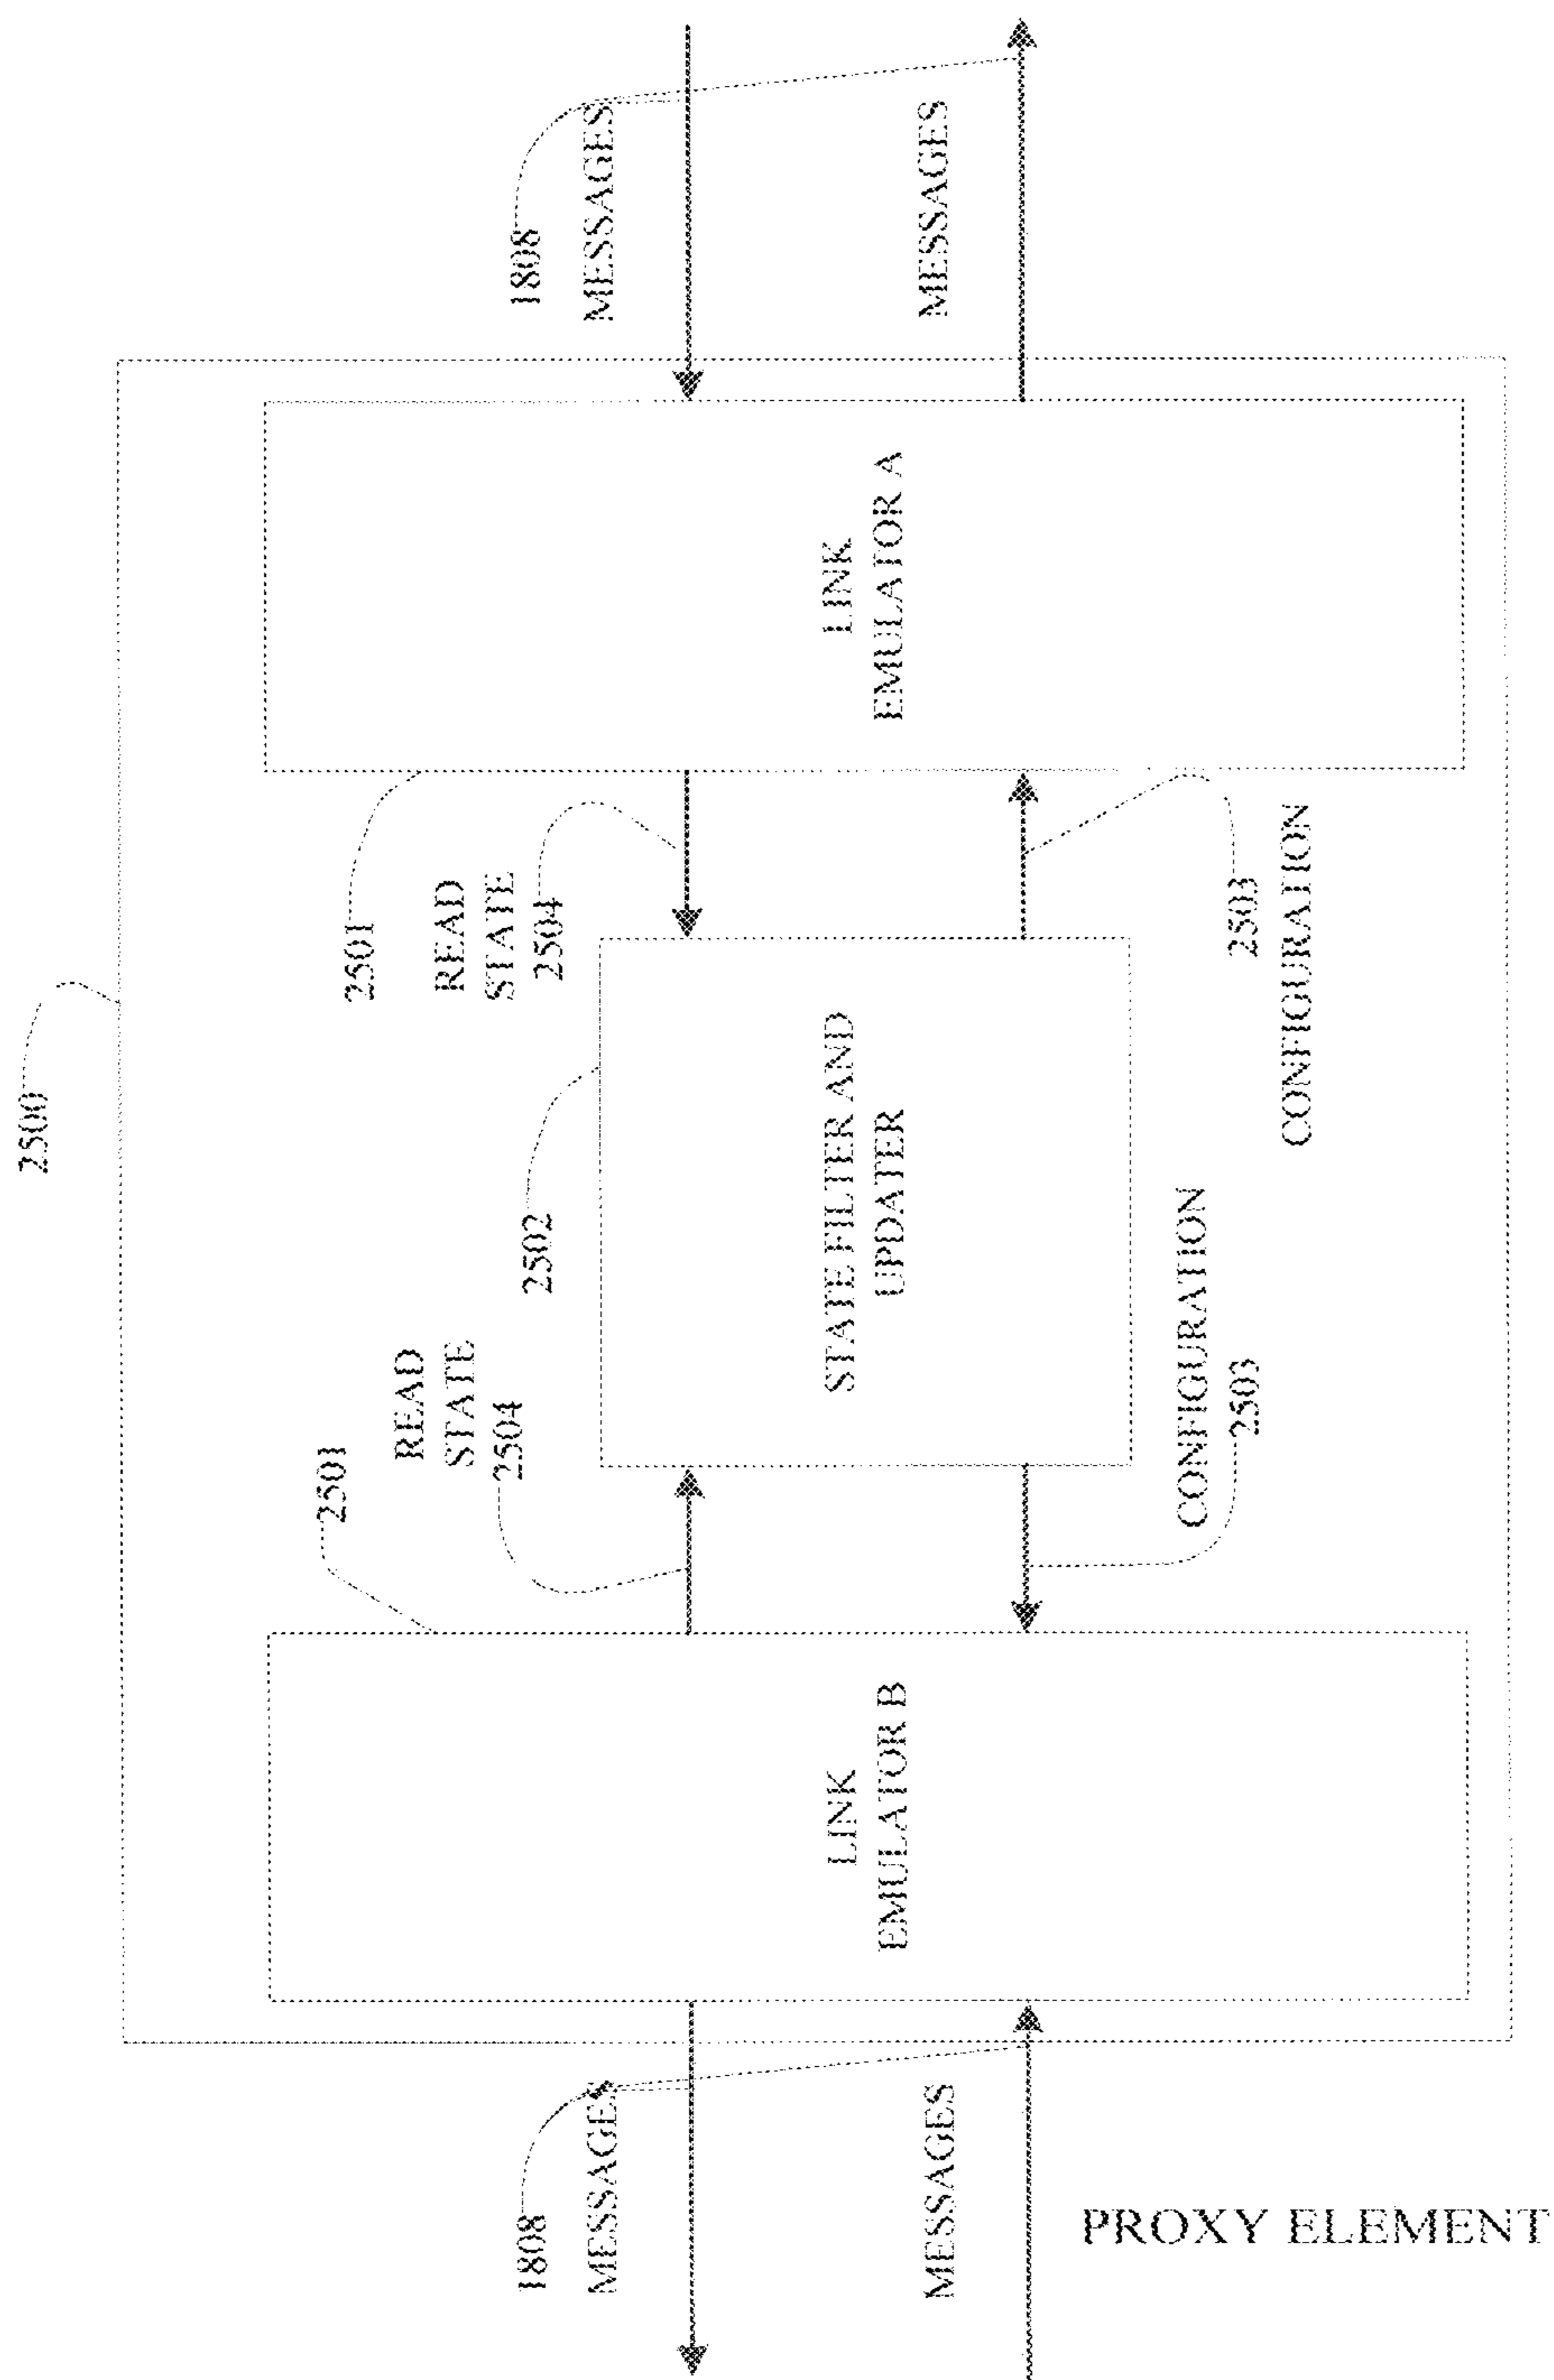 2500
1808
MESSAGES
MESSAGES
2501
READ
STATE
2504
LINK
EMULATOR B
2502
STATE FILTER AND
UPDATER
CONFIGURATION
2503
2501
READ
STATE
2504
LINK
EMULATOR A
2503
CONFIGURATION
1808
MESSAGES
MESSAGES
PROXY ELEMENT